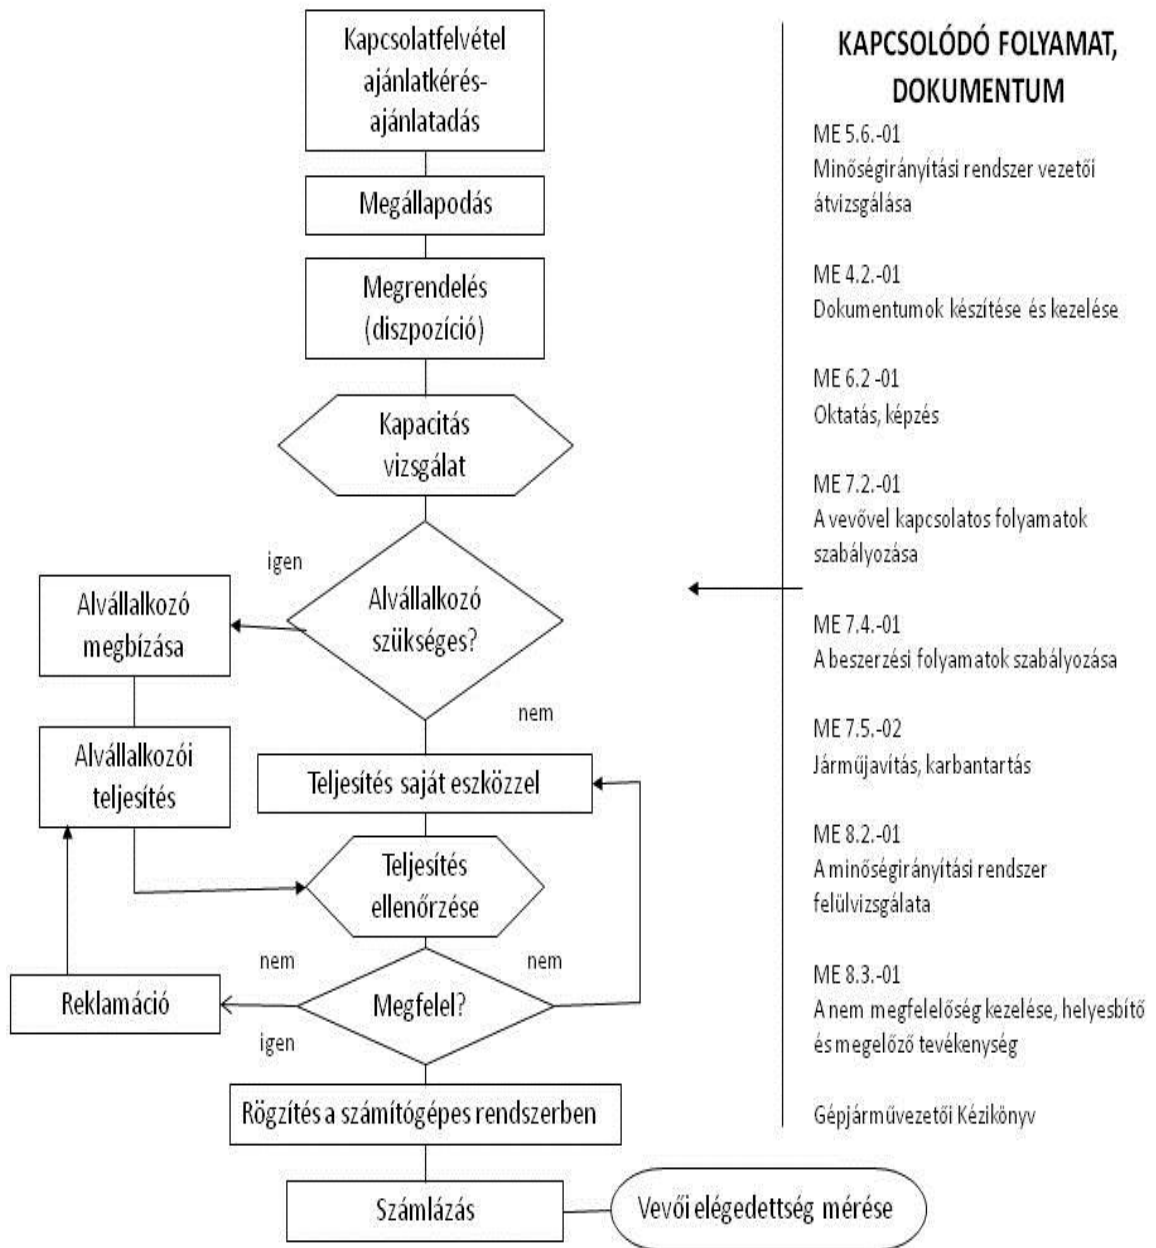 Kapcsolatfelvétel
ajánlatkérés-
ajánlatadás
Megállapodás
Megrendelés
(diszpozíció)
Kapacitás
vizsgálat
igen
Alvállalkozó
szükséges?
nem
Alvállalkozó
megbízása
Alvállalkozói
teljesítés
Teljesítés saját eszközzel
Teljesítés
ellenőrzése
nem
nem
Megfelel?
Reklamáció
igen
Rögzítés a számítógépes rendszerben
Számlázás
Vevői elégedettség mérése
KAPCSOLÓDÓ FOLYAMAT,
DOKUMENTUM
ME 5.6.-01
Minőségirányítási rendszer vezetői
átvizsgálása
ME 4.2.-01
Dokumentumok készítése és kezelése
ME 6.2 -01
Oktatás, képzés
ME 7.2.-01
A vevővel kapcsolatos folyamatok
szabályozása
ME 7.4.-01
A beszerzési folyamatok szabályozása
ME 7.5.-02
Járműjavítás, karbantartás
ME 8.2.-01
A minőségirányítási rendszer
felülvizsgálata
ME 8.3.-01
A nem megfelelőség kezelése, helyesbítő
és megelőző tevékenység
Gépjárművezetői Kézikönyv